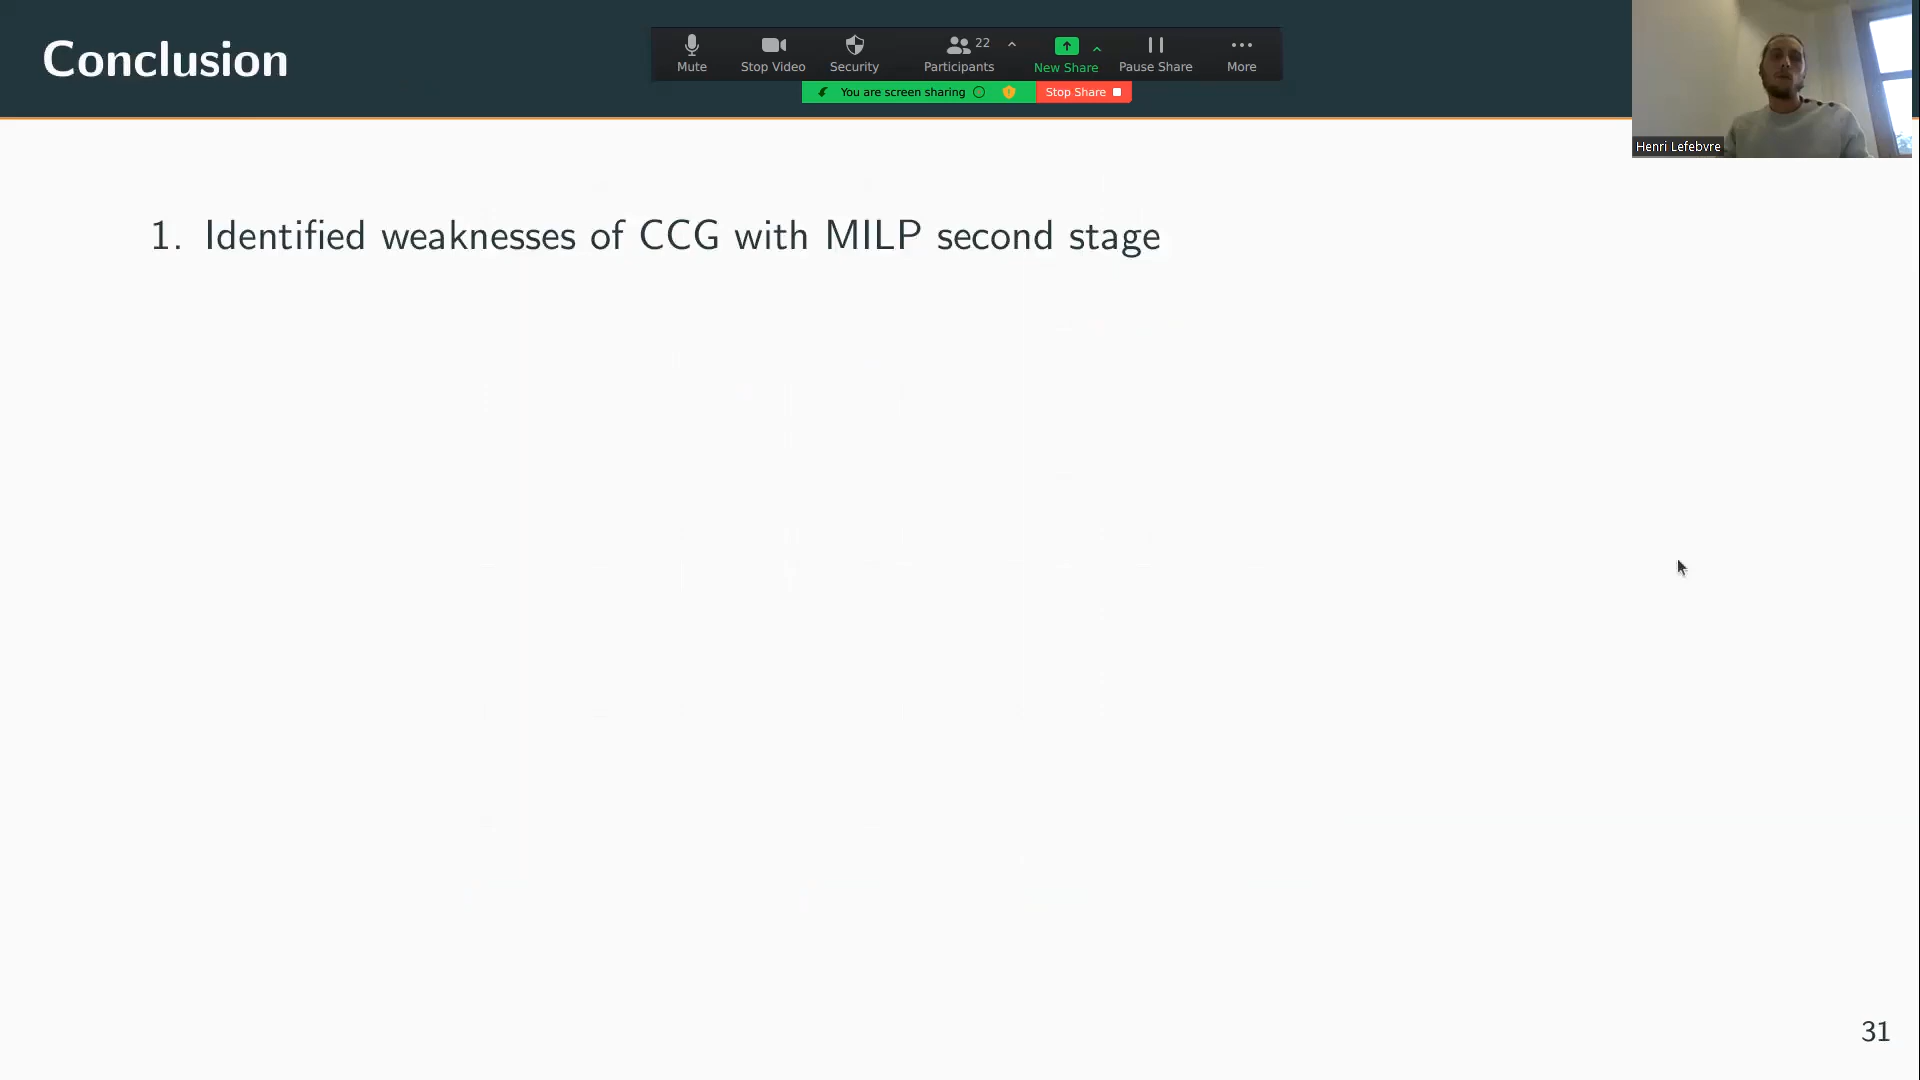 Conclusion
Mute
Stop Video
Security
Participants
22
New Share
Pause Share
More
You are screen sharing
Stop Share
Henri Lefebvre
1. Identified weaknesses of CCG with MILP second stage
31